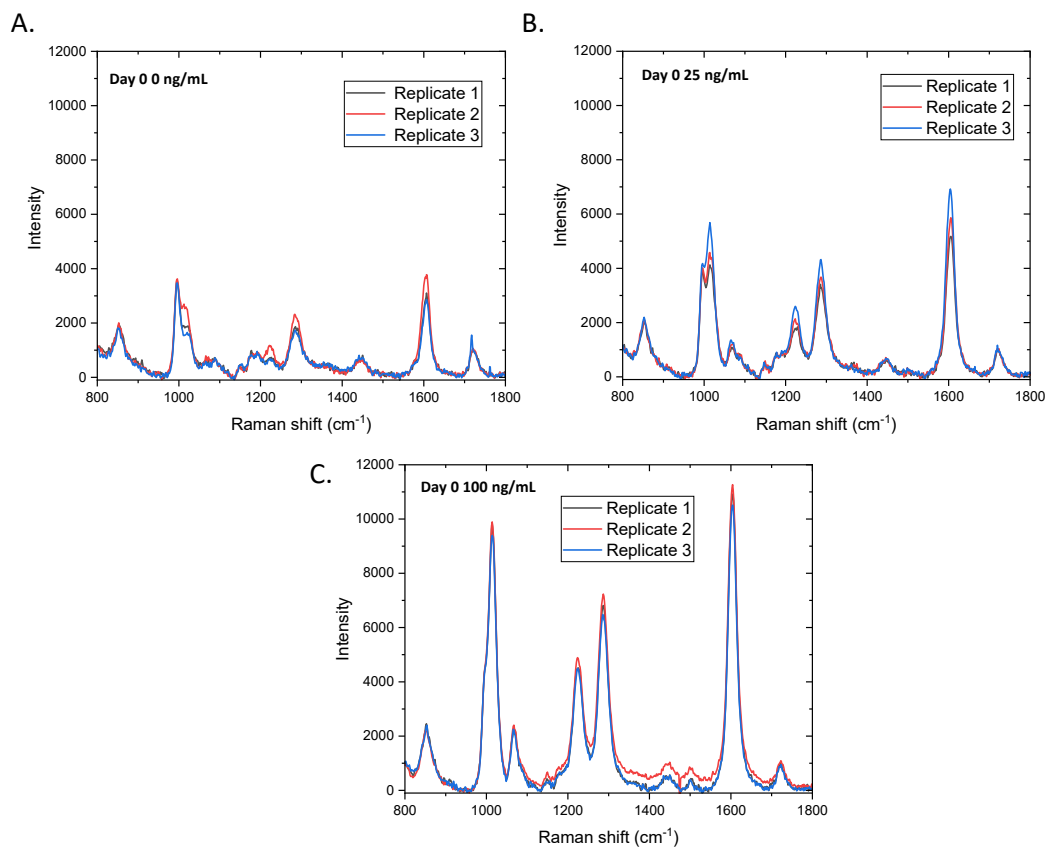 A.
12000
10000
8000
6000
4000
2000
0
Intensity
Day 0 0 ng/mL
Replicate 1
Replicate 2
Replicate 3
800 1000 1200 1400 1600 1800
Raman shift (cm⁻¹)
B.
12000
10000
8000
6000
4000
2000
0
Intensity
Day 0 25 ng/mL
Replicate 1
Replicate 2
Replicate 3
800 1000 1200 1400 1600 1800
Raman shift (cm⁻¹)
C.
12000
10000
8000
6000
4000
2000
0
Intensity
Day 0 100 ng/mL
Replicate 1
Replicate 2
Replicate 3
800 1000 1200 1400 1600 1800
Raman shift (cm⁻¹)